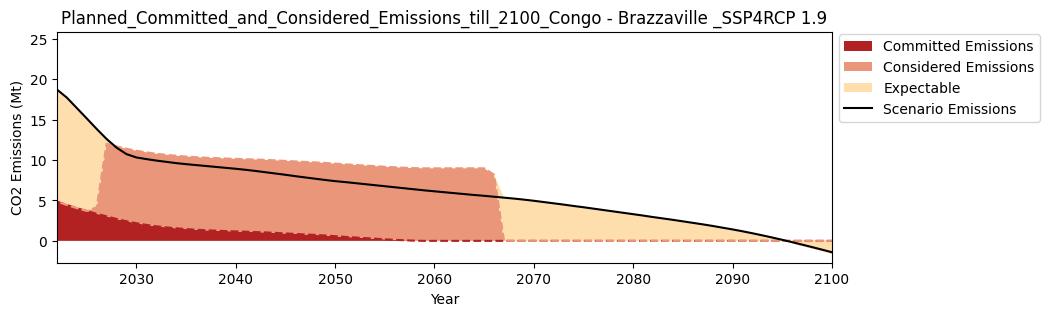 Planned_Committed_and_Considered_Emissions_till_2100_Congo - Brazzaville _SSP4RCP 1.9
25
20
15
10
5
0
CO2 Emissions (Mt)
2030
2040
2050
2060
2070
2080
2090
2100
Year
Committed Emissions
Considered Emissions
Expectable
Scenario Emissions